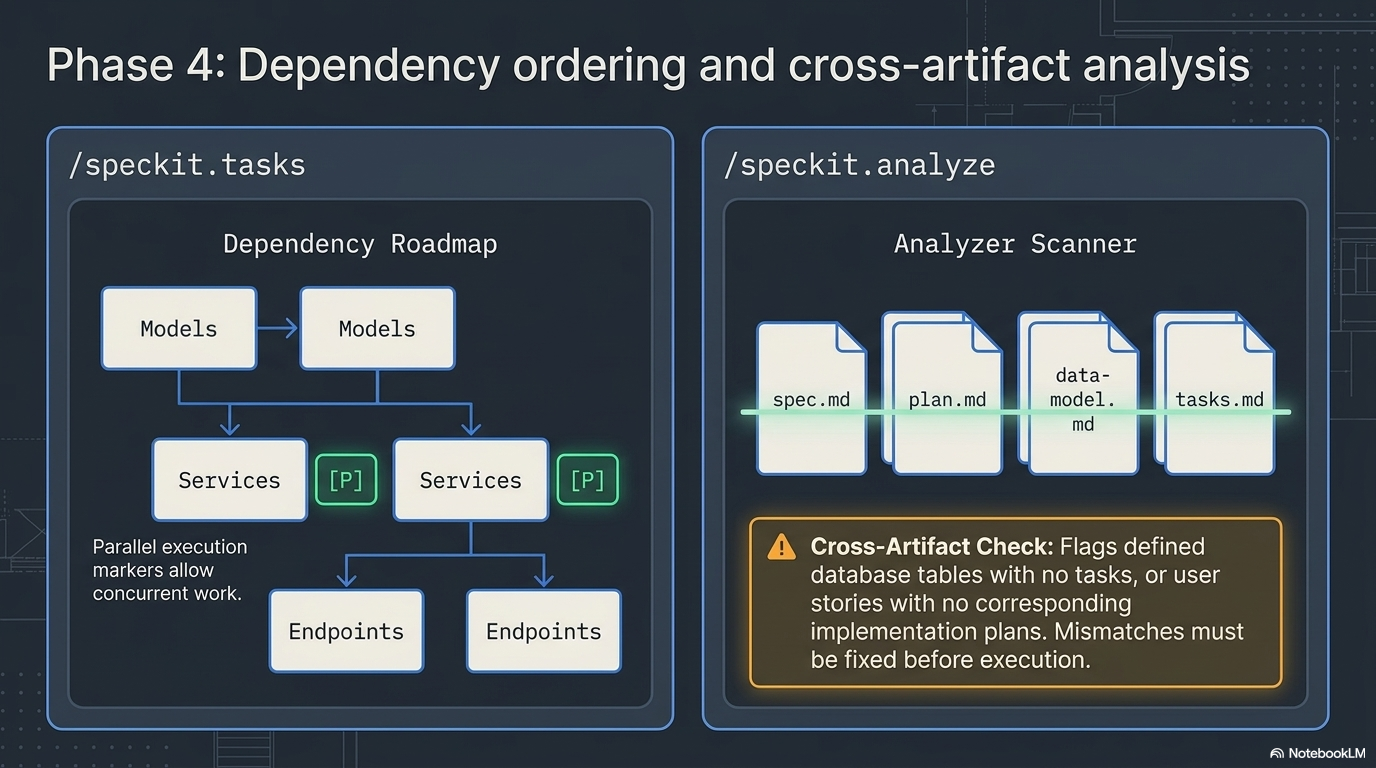 Phase 4: Dependency ordering and cross-artifact analysis
/speckit.tasks
Dependency Roadmap
Models
Models
Services
[P]
Services
[P]
Parallel execution
markers allow
concurrent work.
Endpoints
Endpoints
/speckit.analyze
Analyzer Scanner
spec.md
plan.md
data-
model.
md
tasks.md
Cross-Artifact Check: Flags defined
database tables with no tasks, or user
stories with no corresponding
implementation plans. Mismatches must
be fixed before execution.
NotebookLM